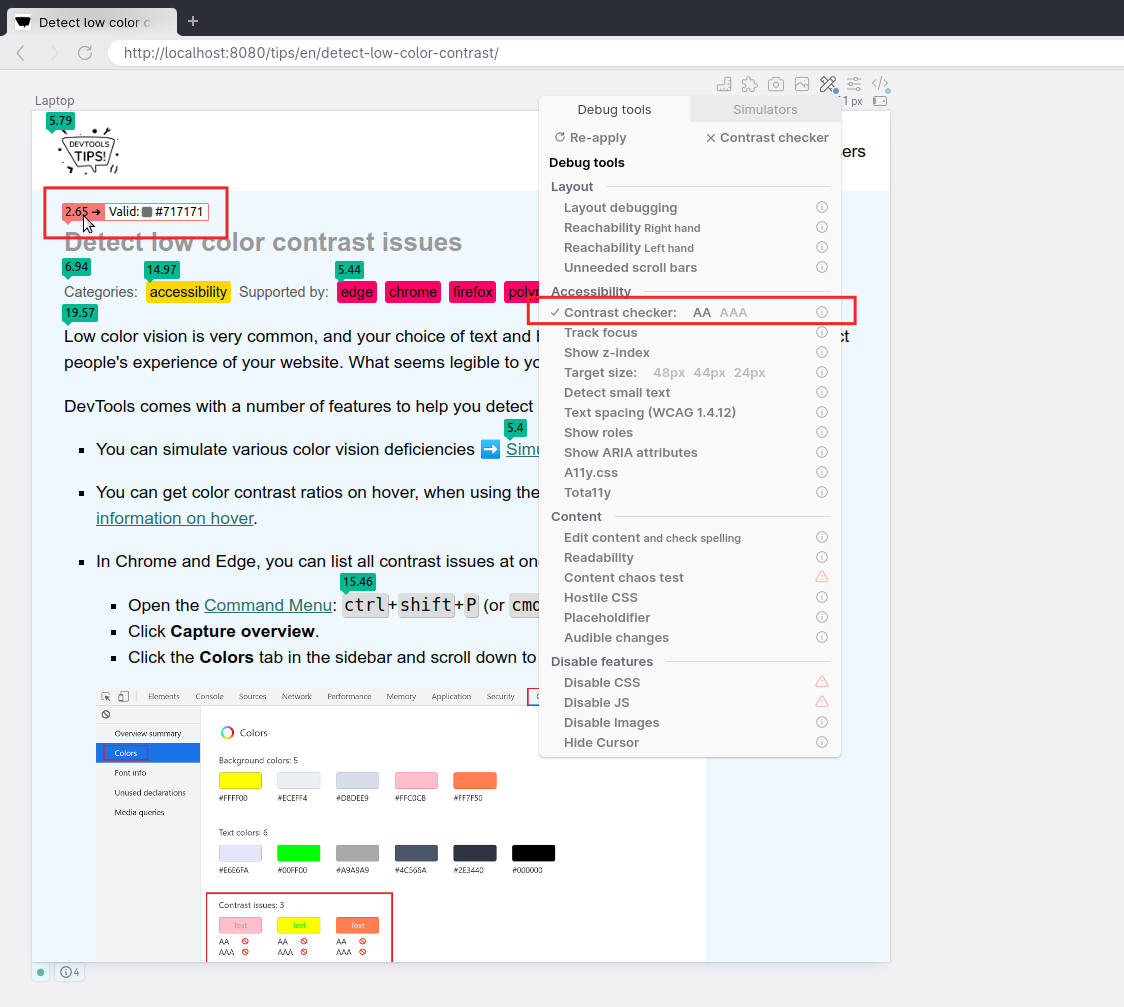 Detect low color c
http://localhost:8080/tips/en/detect-low-color-contrast/
Laptop
1 px
5.79
DEVTOOLS
TIPS!
ers
2.65 ➔ Valid: #717171
Detect low color contrast issues
6.94
14.97
5.44
Categories: accessibility Supported by: edge chrome firefox
19.57
Low color vision is very common, and your choice of text and
people's experience of your website. What seems legible to
DevTools comes with a number of features to help you detect
5.4
You can simulate various color vision deficiencies ➡ Simu
You can get color contrast ratios on hover, when using the
information on hover.
In Chrome and Edge, you can list all contrast issues at
15.46
Open the Command Menu: ctrl+shift+P (or cmd
Click Capture overview.
Click the Colors tab in the sidebar and scroll down to
Elements Console Sources Network Performance Memory Application Security
Overview summary
Colors
Font info
Unused declarations
Media queries
Colors
Background colors: 5
#FFFF00 #ECEFF4 #D8DEE9 #FFC0CB #FF7F50
Text colors: 6
#E6E6FA #00FF00 #A9A9A9 #4C566A #2E3440 #000000
Contrast issues: 3
Text Text Text
AA AA AA
AAA AAA AAA
4
Debug tools Simulators
Re-apply Contrast checker
Debug tools
Layout
Layout debugging
Reachability Right hand
Reachability Left hand
Unneeded scroll bars
Accessibility
Contrast checker: AA AAA
Track focus
Show z-index
Target size: 48px 44px 24px
Detect small text
Text spacing (WCAG 1.4.12)
Show roles
Show ARIA attributes
A11y.css
Tota11y
Content
Edit content and check spelling
Readability
Content chaos test
Hostile CSS
Placeholdifier
Audible changes
Disable features
Disable CSS
Disable JS
Disable Images
Hide Cursor